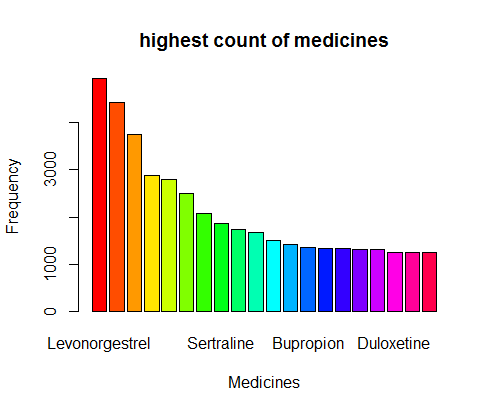 highest count of medicines
Frequency
3000
1000
0
Levonorgestrel Sertraline Bupropion Duloxetine
Medicines